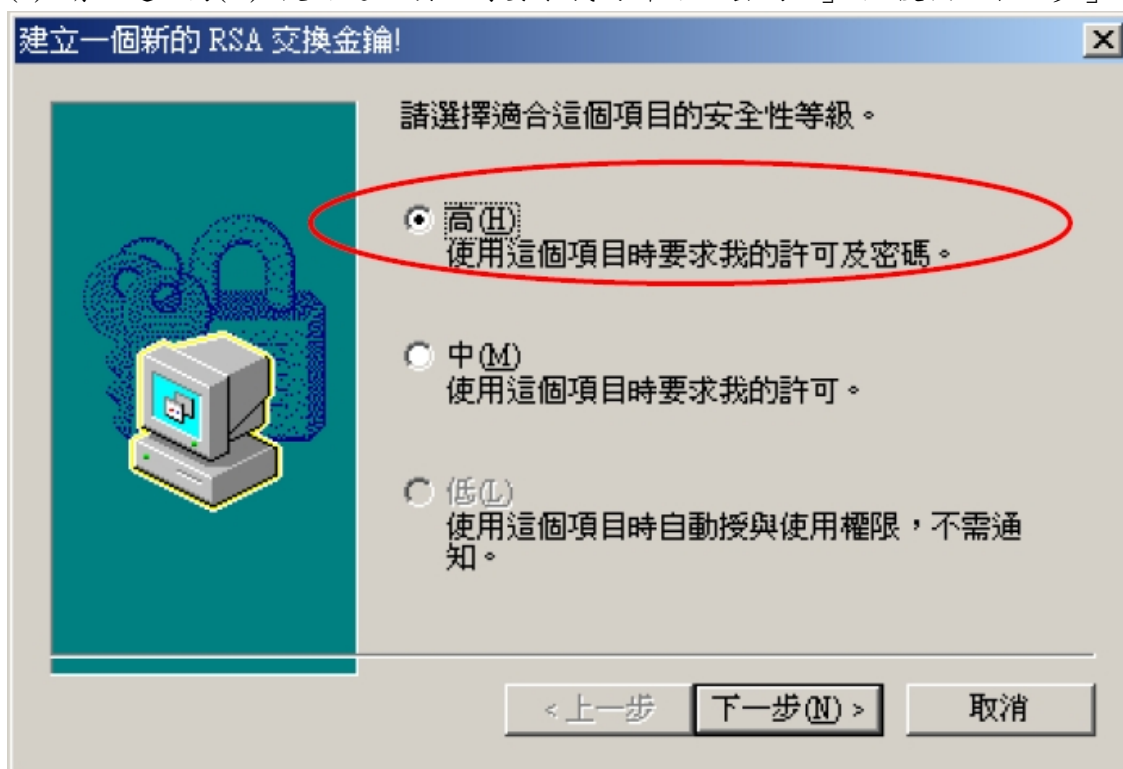 建立一個新的 RSA 交換金鑰!
請選擇適合這個項目的安全性等級。
高(H)
使用這個項目時要求我的許可及密碼。
中(M)
使用這個項目時要求我的許可。
低(L)
使用這個項目時自動授與使用權限，不需通
知。
<上一步
下一步(N) >
取消